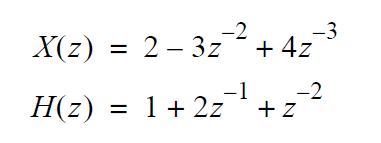 X(z) = 2 – 3z⁻² + 4z⁻³
H(z) = 1 + 2z⁻¹ + z⁻²